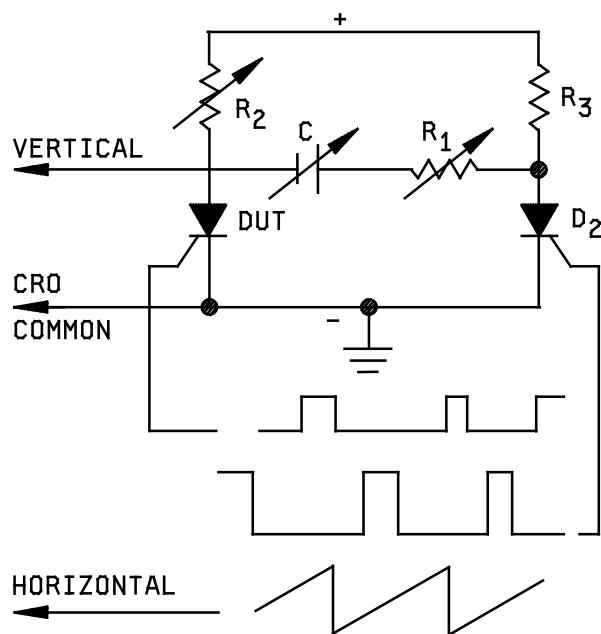 +
R2
R3
C
R1
VERTICAL
DUT
D2
CRO
COMMON
−
HORIZONTAL